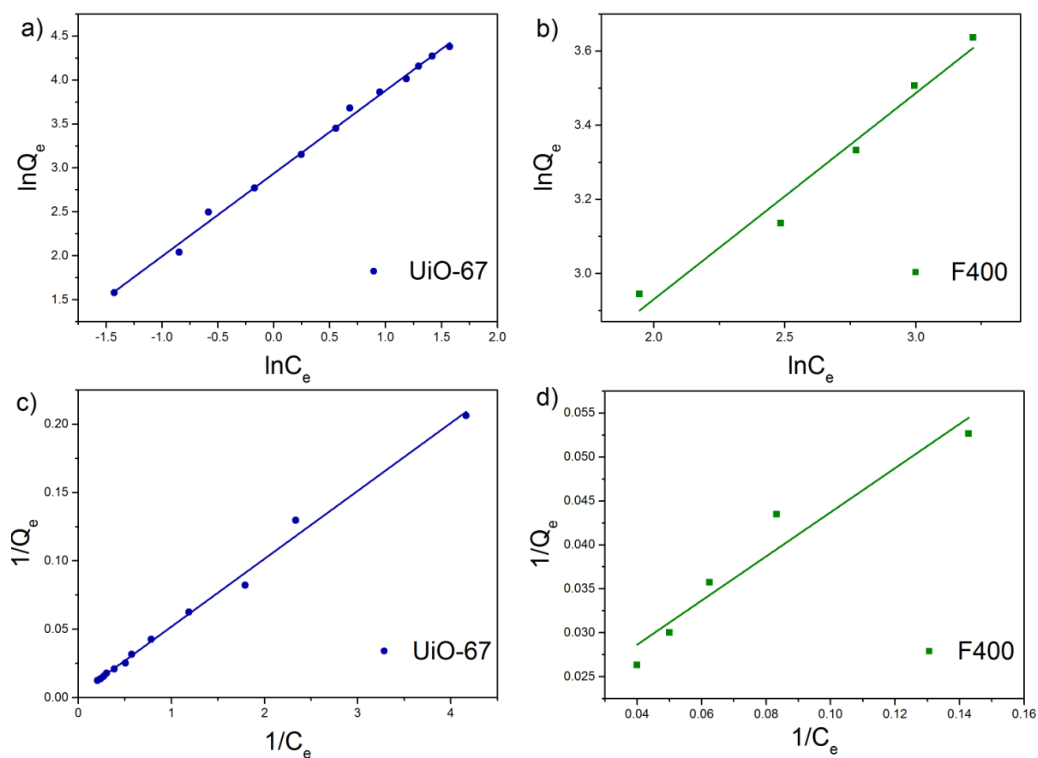 a)
lnQₑ
4.5
4.0
3.5
3.0
2.5
2.0
1.5
-1.5 -1.0 -0.5 0.0 0.5 1.0 1.5 2.0
lnCₑ
UiO-67
b)
lnQₑ
3.6
3.4
3.2
3.0
2.0 2.5 3.0
lnCₑ
F400
c)
1/Qₑ
0.20
0.15
0.10
0.05
0.00
0 1 2 3 4
1/Cₑ
UiO-67
d)
1/Qₑ
0.055
0.050
0.045
0.040
0.035
0.030
0.025
0.04 0.06 0.08 0.10 0.12 0.14 0.16
1/Cₑ
F400